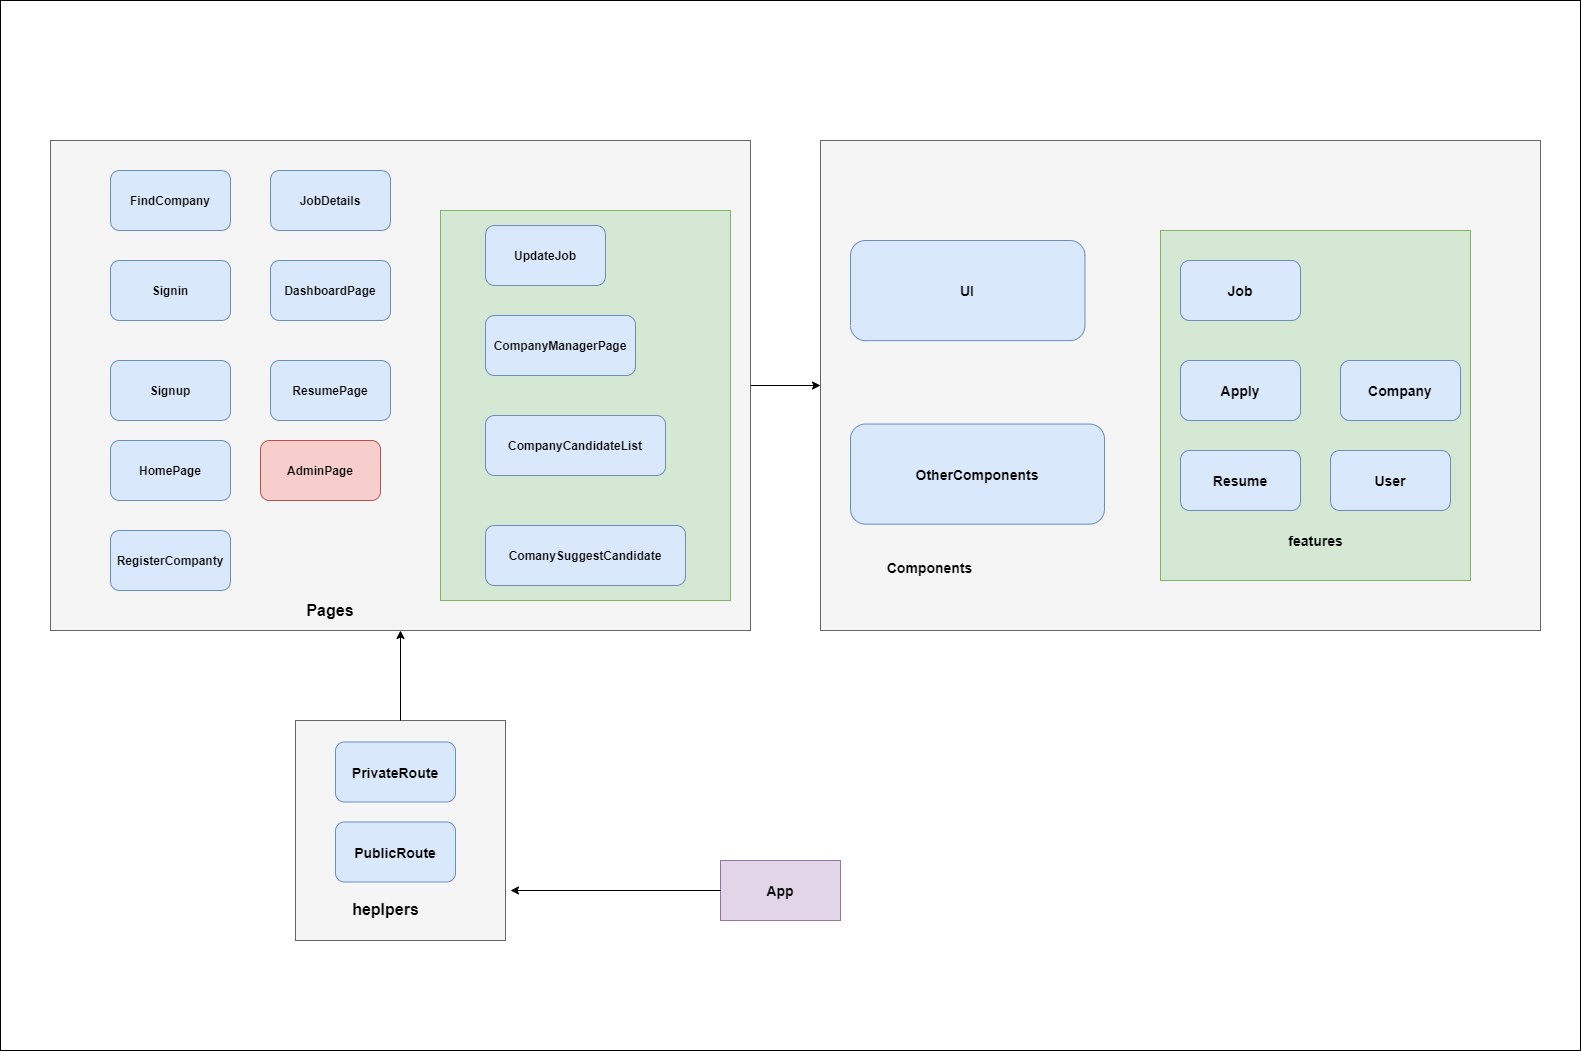 FindCompany
JobDetails
Signin
DashboardPage
Signup
ResumePage
HomePage
AdminPage
RegisterCompanty
UpdateJob
CompanyManagerPage
CompanyCandidateList
ComanySuggestCandidate
Pages
UI
OtherComponents
Components
Job
Apply
Company
Resume
User
features
PrivateRoute
PublicRoute
heplpers
App